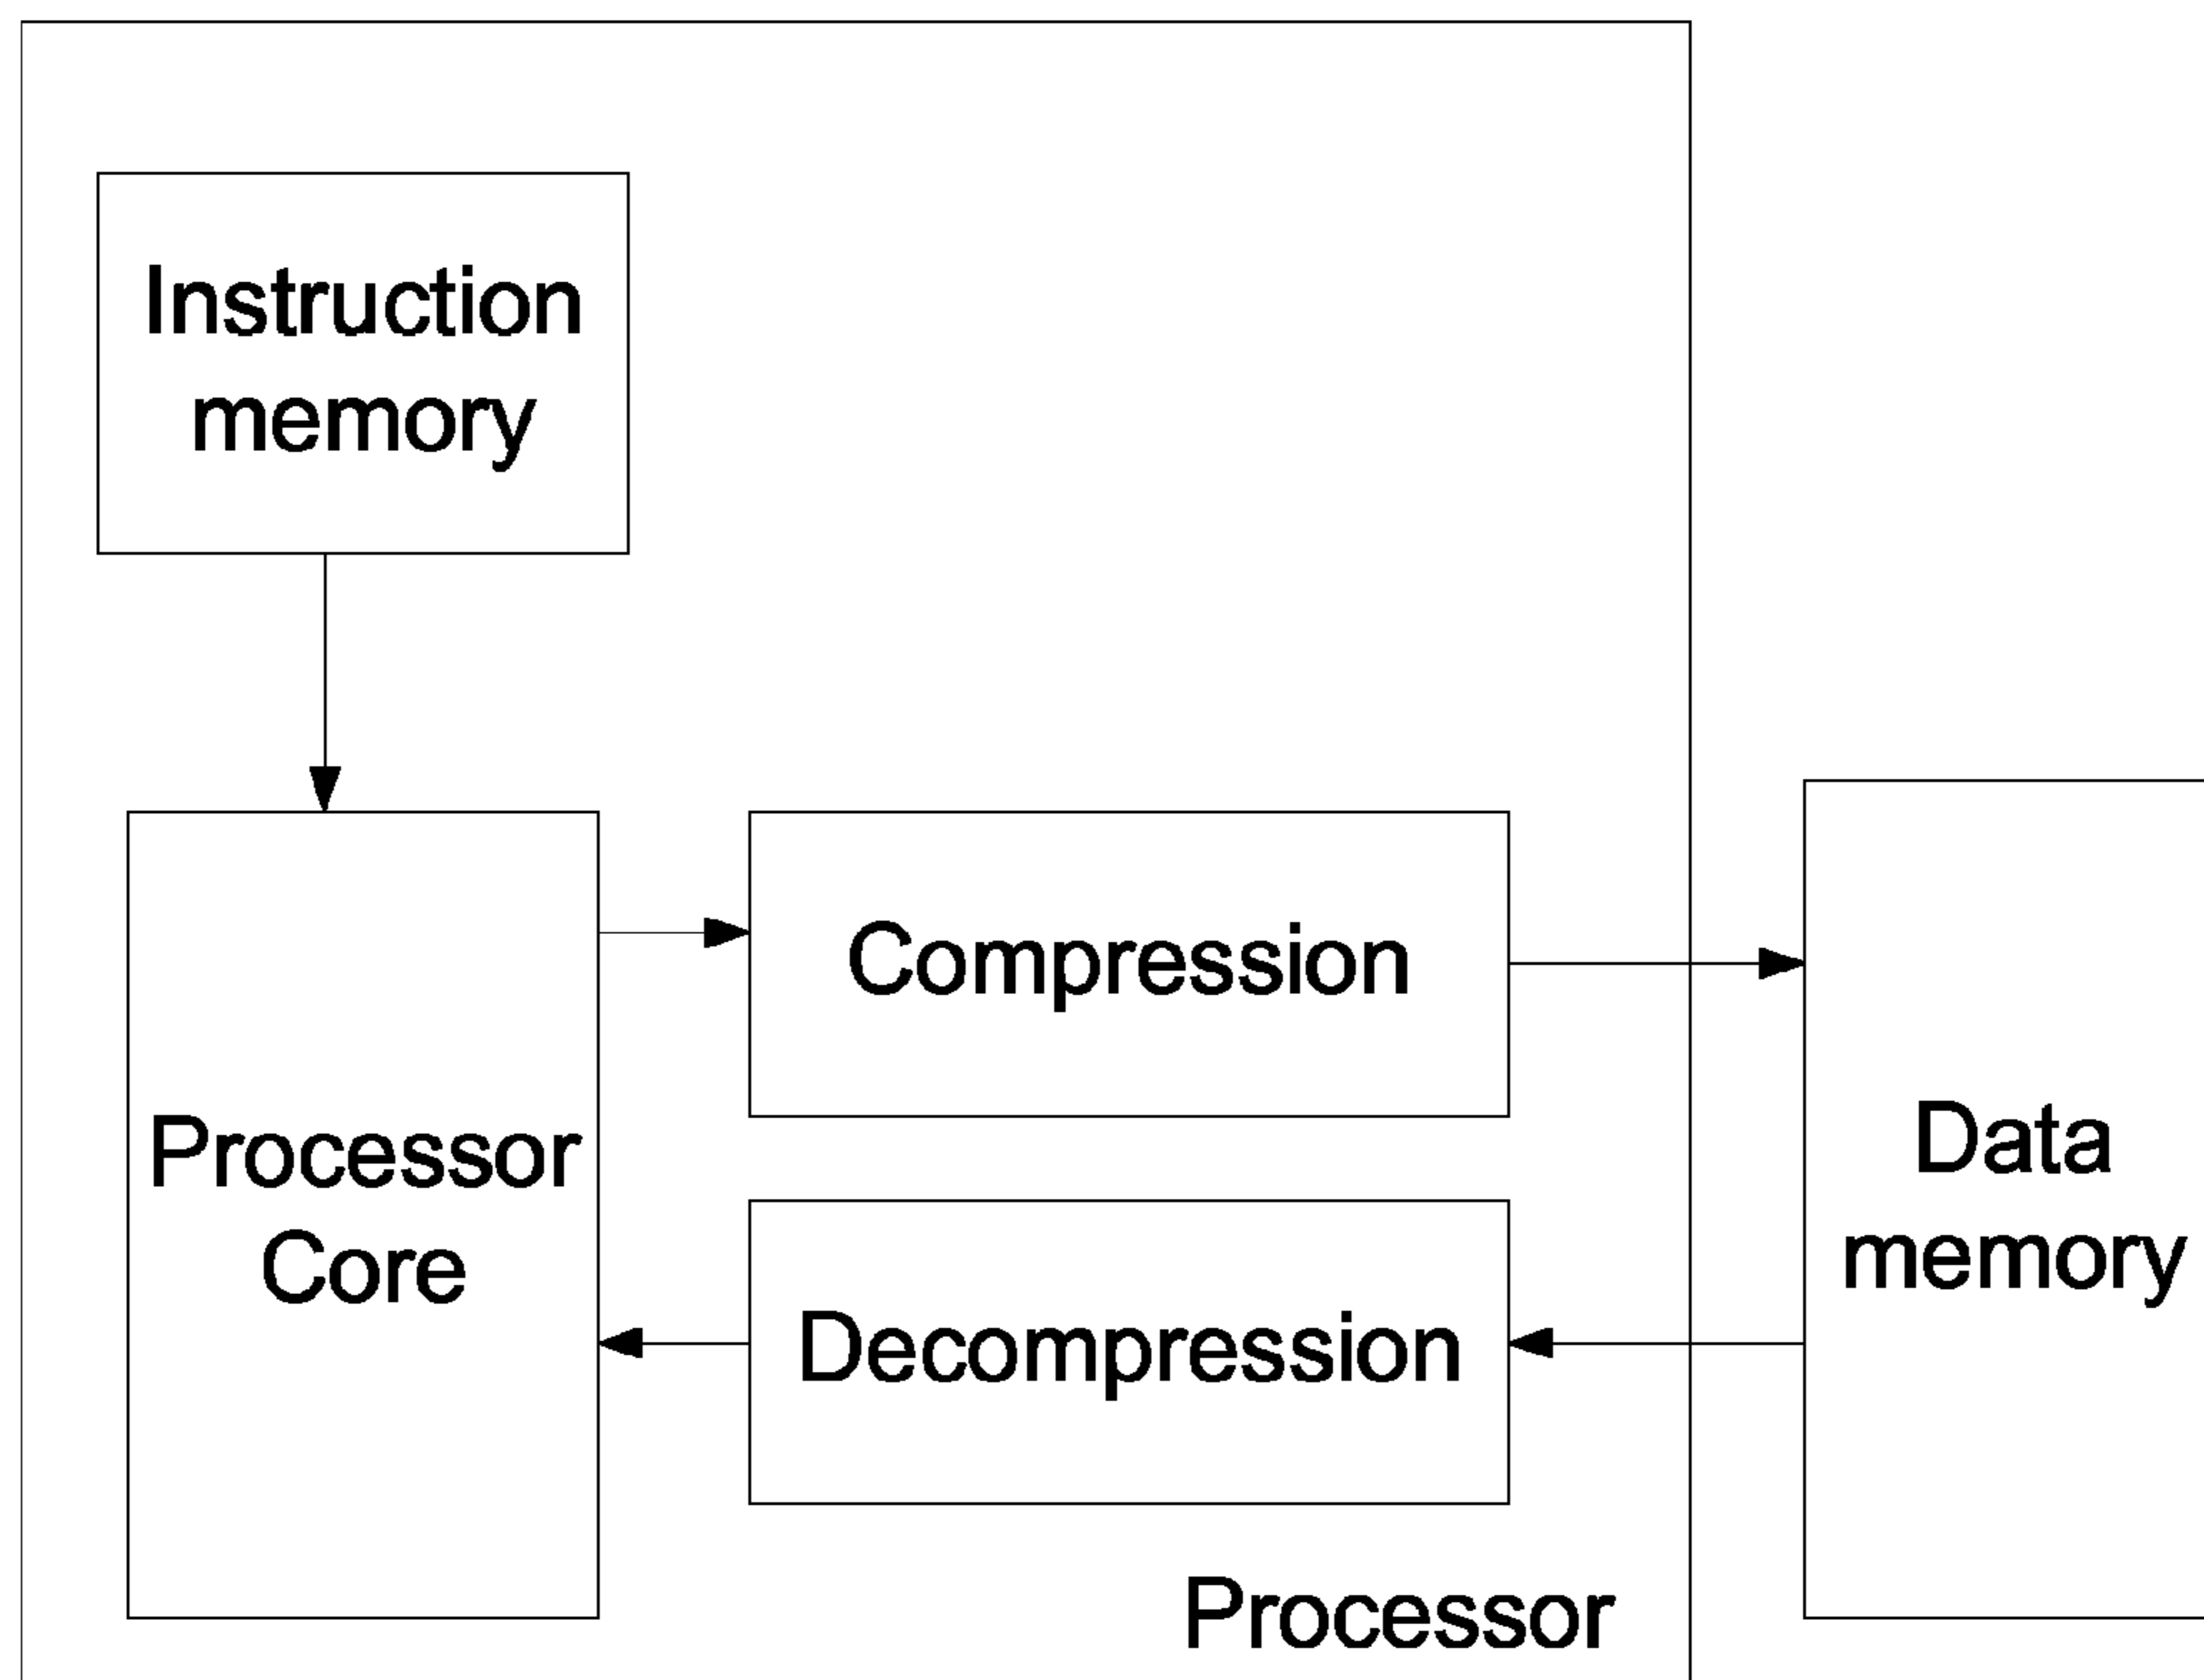 Instruction
memory
Processor
Core
Compression
Decompression
Data
memory
Processor